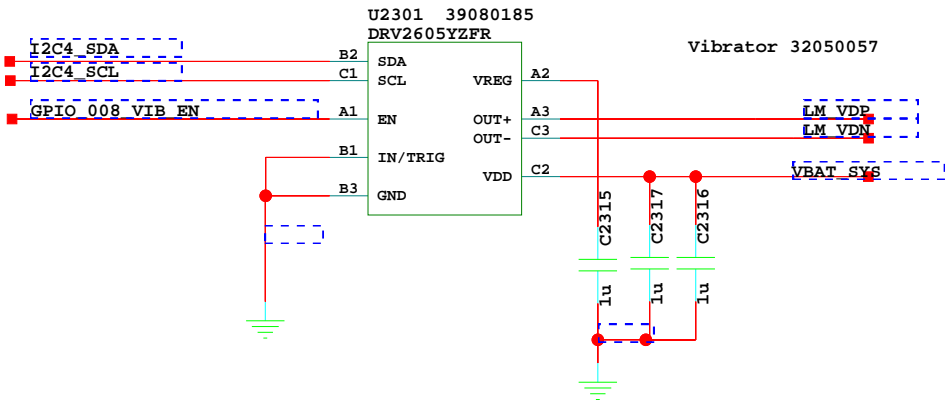 U2301 39080185
DRV2605YZFR
Vibrator 32050057
I2C4_SDA
B2 SDA
I2C4_SCL
C1 SCL
VREG A2
GPIO_008_VIB_EN
A1 EN
OUT+ A3
LM_VDP
OUT- C3
LM_VDN
B1 IN/TRIG
VDD C2
VBAT_SYS
B3 GND
C2315
C2317
C2316
1u
1u
1u